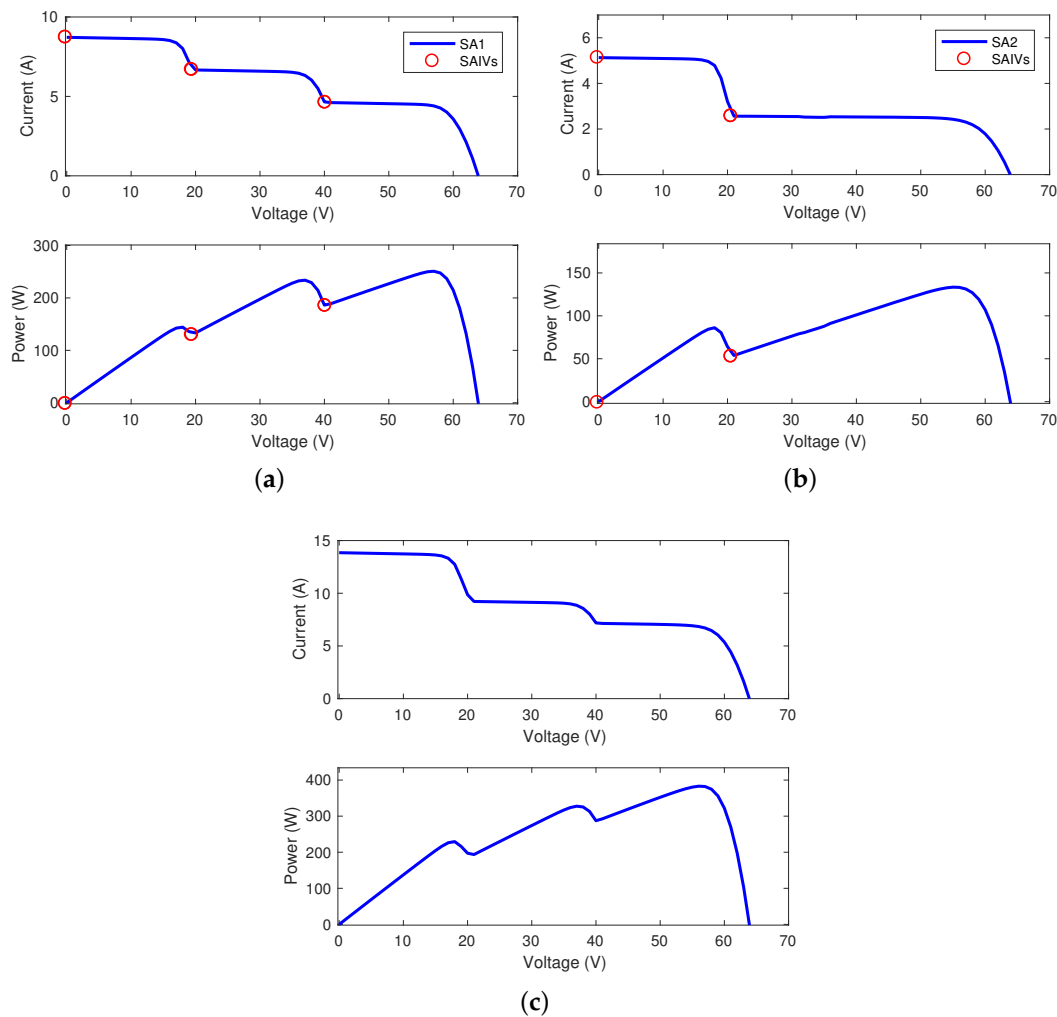 10
5
0
Current (A)
SA1
SAIVs
0 10 20 30 40 50 60 70
Voltage (V)
300
200
100
0
Power (W)
0 10 20 30 40 50 60 70
Voltage (V)
(a)
6
4
2
0
Current (A)
SA2
SAIVs
0 10 20 30 40 50 60 70
Voltage (V)
150
100
50
0
Power (W)
0 10 20 30 40 50 60 70
Voltage (V)
(b)
15
10
5
0
Current (A)
0 10 20 30 40 50 60 70
Voltage (V)
400
300
200
100
0
Power (W)
0 10 20 30 40 50 60 70
Voltage (V)
(c)